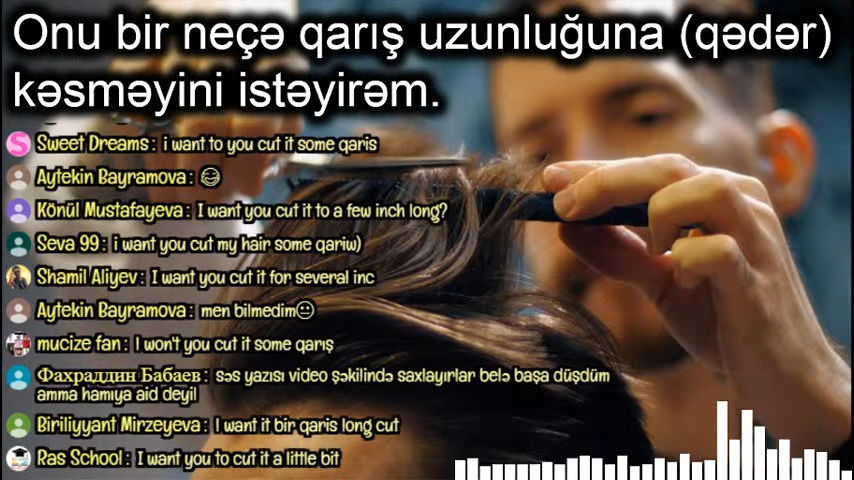 Onu bir neçə qarış uzunluğuna (qədər)
kəsməyini istəyirəm.
S
Sweet Dreams : i want to you cut it some qaris
Aytekin Bayramova : 😂
Könül Mustafayeva : I want you cut it to a few inch long?
Seva 99 : i want you cut my hair some qariw)
Shamil Aliyev : I want you cut it for several inc
Aytekin Bayramova : men bilmedim😐
mucize fan : I won't you cut it some qarış
Фахраддин Бабаев : səs yazısı video şəkilində saxlayırlar belə başa düşdüm
amma hamıya aid deyil
Biriliyyant Mirzeyeva : I want it bir qaris long cut
Ras School : I want you to cut it a little bit